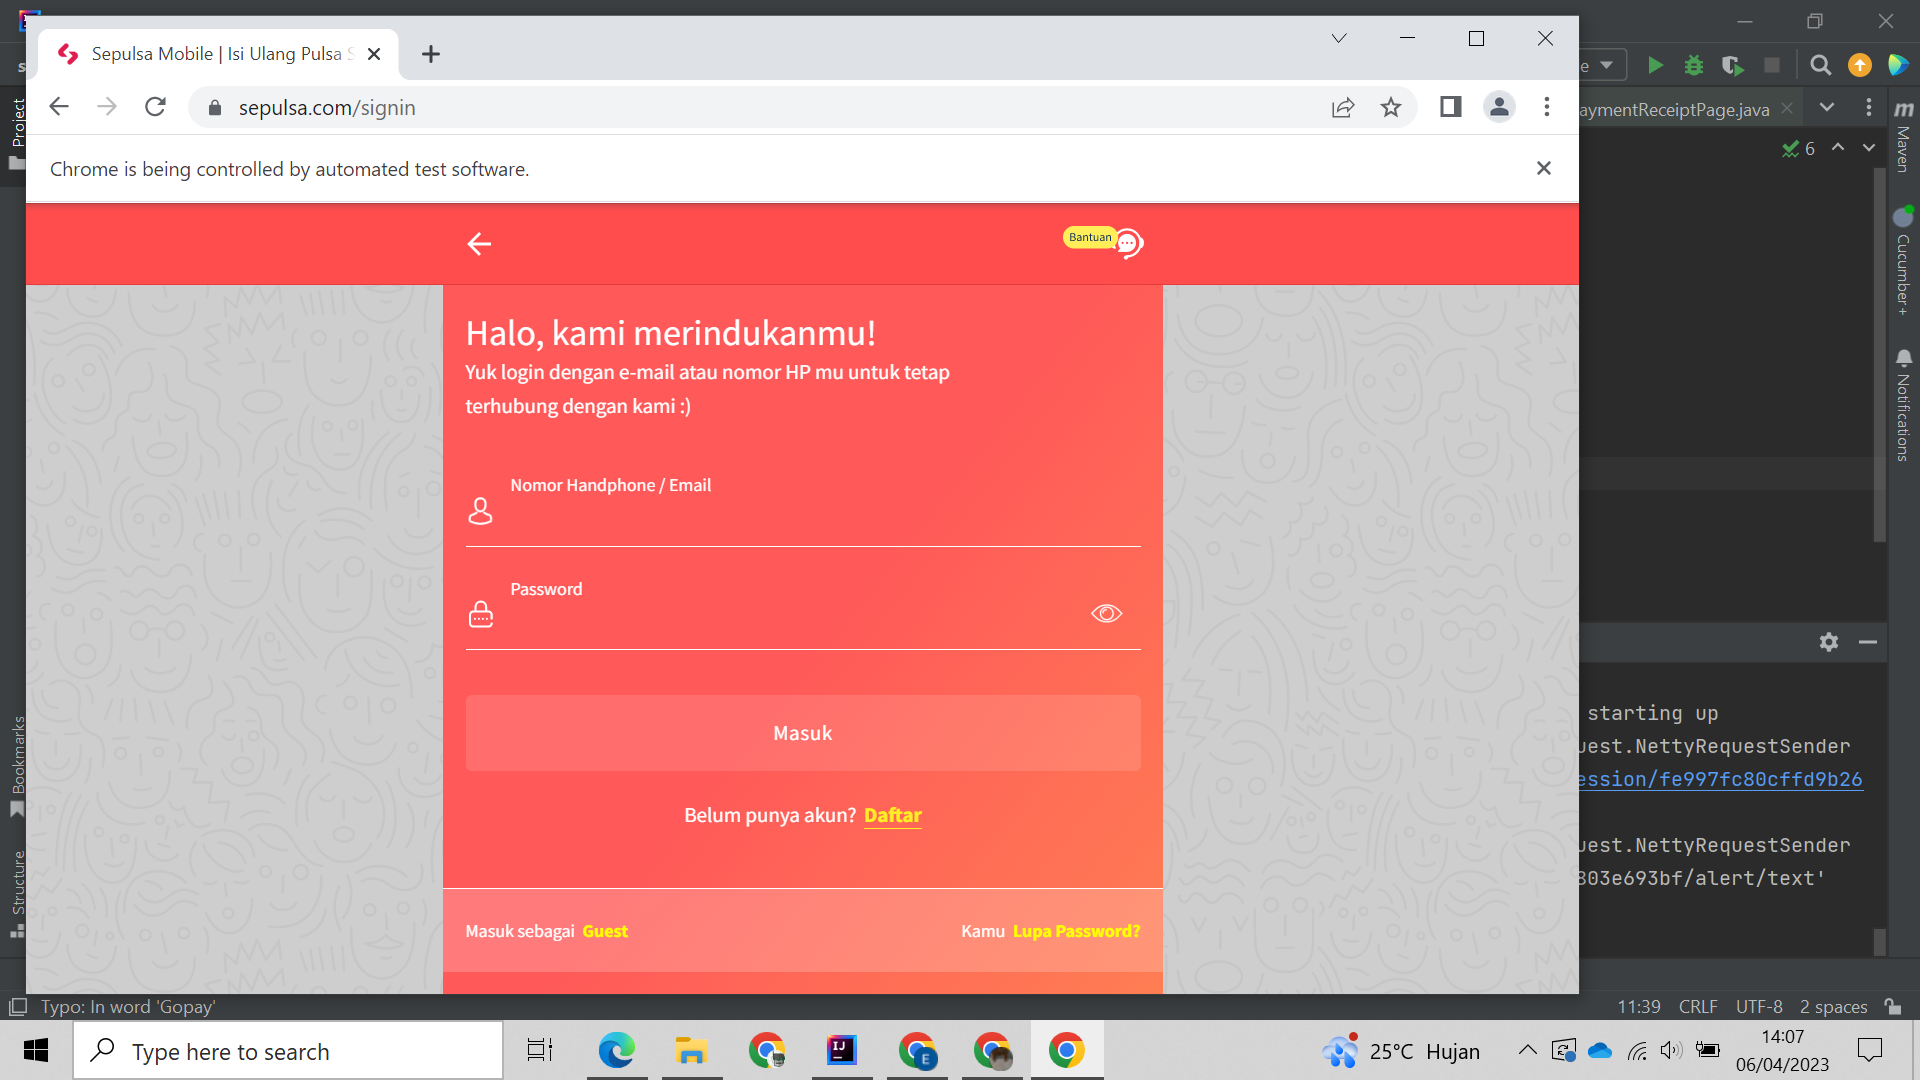 Sepulsa Mobile | Isi Ulang Pulsa S
sepulsa.com/signin
Chrome is being controlled by automated test software.
Bantuan
Halo, kami merindukanmu!
Yuk login dengan e-mail atau nomor HP mu untuk tetap
terhubung dengan kami :)
Nomor Handphone / Email
Password
Masuk
Belum punya akun? Daftar
Masuk sebagai Guest
Kamu Lupa Password?
Project
Bookmarks
Structure
aymentReceiptPage.java
6
Maven
Cucumber+
Notifications
starting up
uest.NettyRequestSender
ession/fe997fc80cffd9b26
uest.NettyRequestSender
803e693bf/alert/text'
Typo: In word 'Gopay'
11:39 CRLF UTF-8 2 spaces
Type here to search
IJ
E
25°C Hujan
14:07
06/04/2023